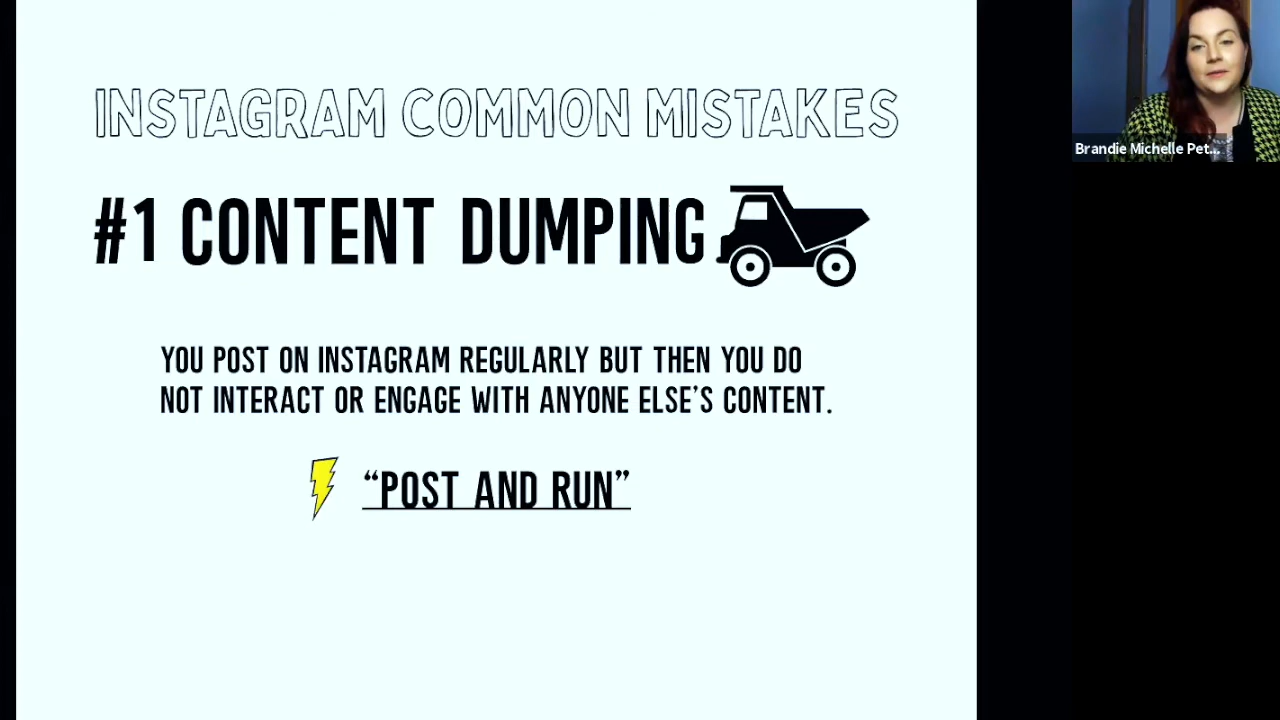 INSTAGRAM COMMON MISTAKES
#1 CONTENT DUMPING
YOU POST ON INSTAGRAM REGULARLY BUT THEN YOU DO
NOT INTERACT OR ENGAGE WITH ANYONE ELSE'S CONTENT.
“POST AND RUN”
Brandie Michelle Pet...